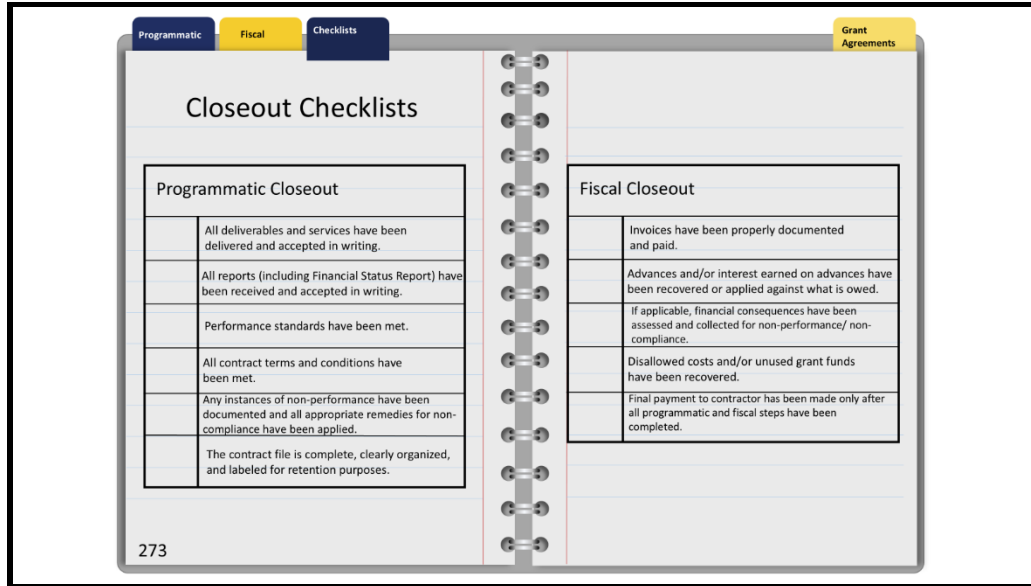 Programmatic
Fiscal
Checklists
Grant
Agreements
Closeout Checklists
Programmatic Closeout
All deliverables and services have been
delivered and accepted in writing.
All reports (including Financial Status Report) have
been received and accepted in writing.
Performance standards have been met.
All contract terms and conditions have
been met.
Any instances of non-performance have been
documented and all appropriate remedies for non-
compliance have been applied.
The contract file is complete, clearly organized,
and labeled for retention purposes.
273
Fiscal Closeout
Invoices have been properly documented
and paid.
Advances and/or interest earned on advances have
been recovered or applied against what is owed.
If applicable, financial consequences have been
assessed and collected for non-performance/ non-
compliance.
Disallowed costs and/or unused grant funds
have been recovered.
Final payment to contractor has been made only after
all programmatic and fiscal steps have been
completed.